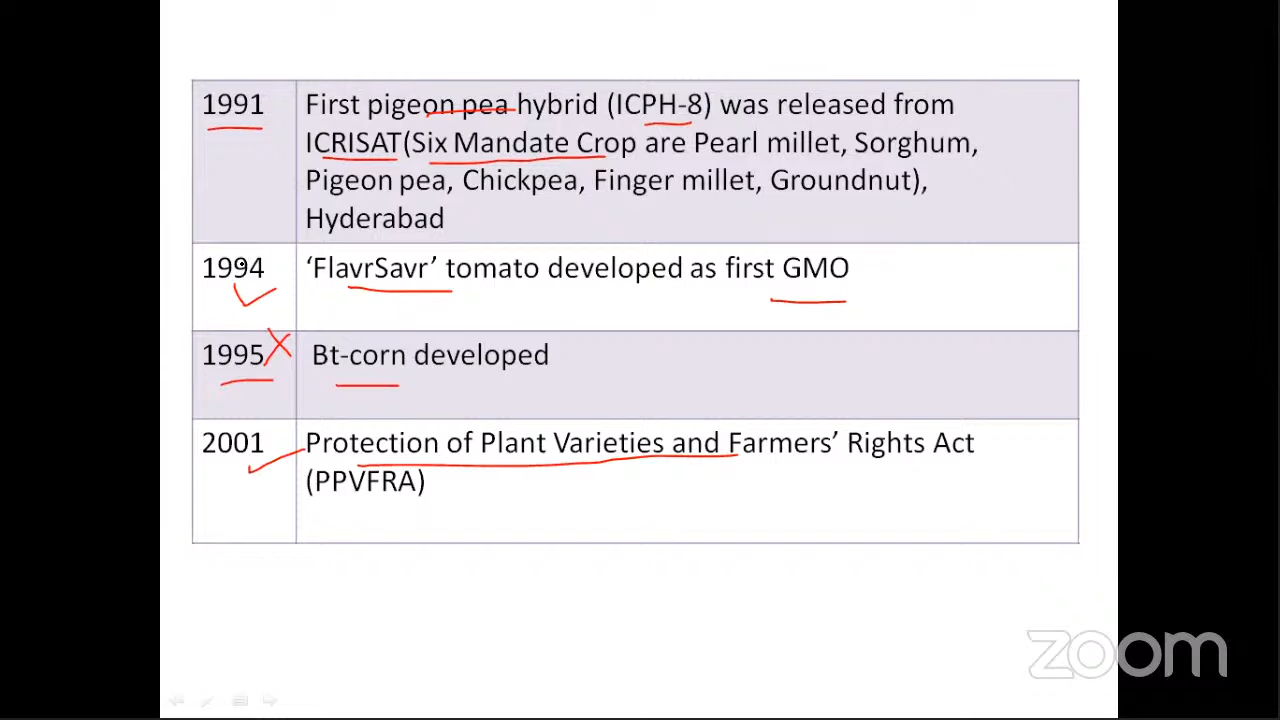 1991
First pigeon pea hybrid (ICPH-8) was released from
ICRISAT(Six Mandate Crop are Pearl millet, Sorghum,
Pigeon pea, Chickpea, Finger millet, Groundnut),
Hyderabad
1994
‘FlavrSavr’ tomato developed as first GMO
1995
Bt-corn developed
2001
Protection of Plant Varieties and Farmers’ Rights Act
(PPVFRA)
zoom